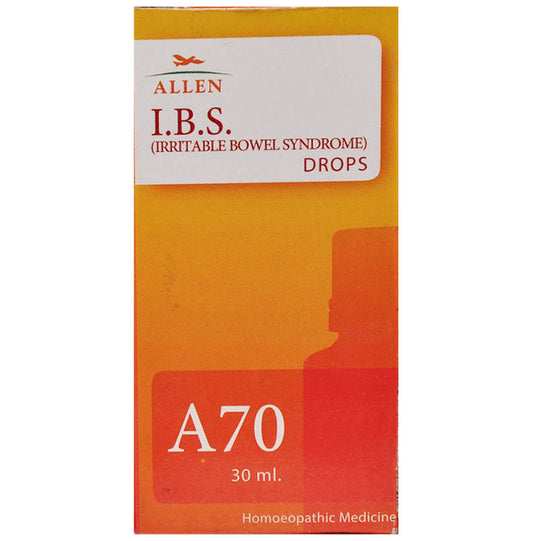 ALLEN
I.B.S.
(IRRITABLE BOWEL SYNDROME)
DROPS
A70
30 ml.
Homoeopathic Medicine